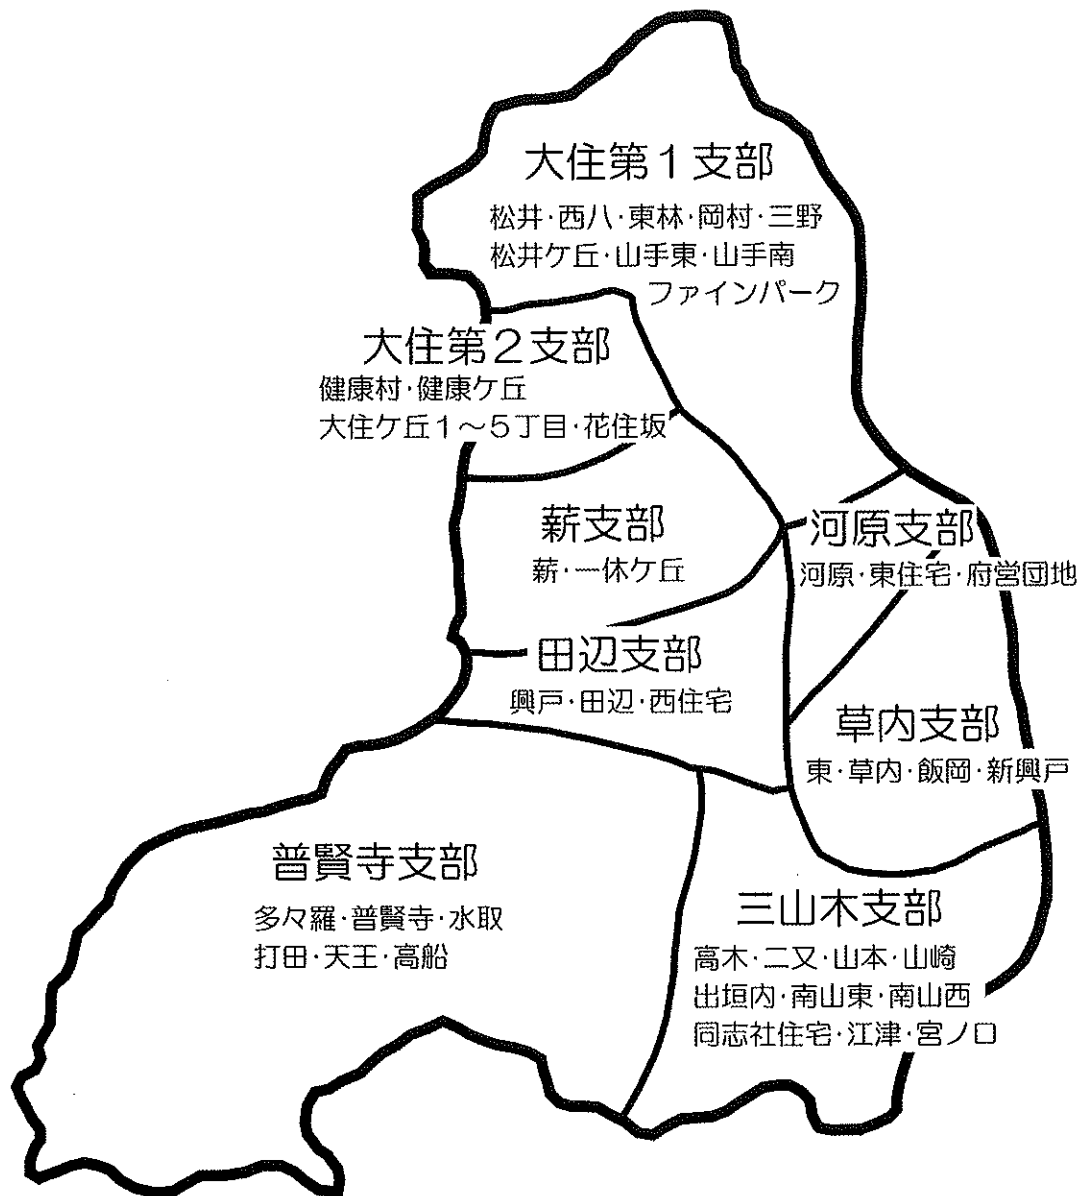 大住第1支部
松井・西八・東林・岡村・三野
松井ケ丘・山手東・山手南
ファインパーク
大住第2支部
健康村・健康ケ丘
大住ケ丘1～5丁目・花住坂
薪支部
薪・一休ケ丘
河原支部
河原・東住宅・府営団地
田辺支部
興戸・田辺・西住宅
草内支部
東・草内・飯岡・新興戸
普賢寺支部
多々羅・普賢寺・水取
打田・天王・高船
三山木支部
高木・二又・山本・山崎
出垣内・南山東・南山西
同志社住宅・江津・宮ノ口